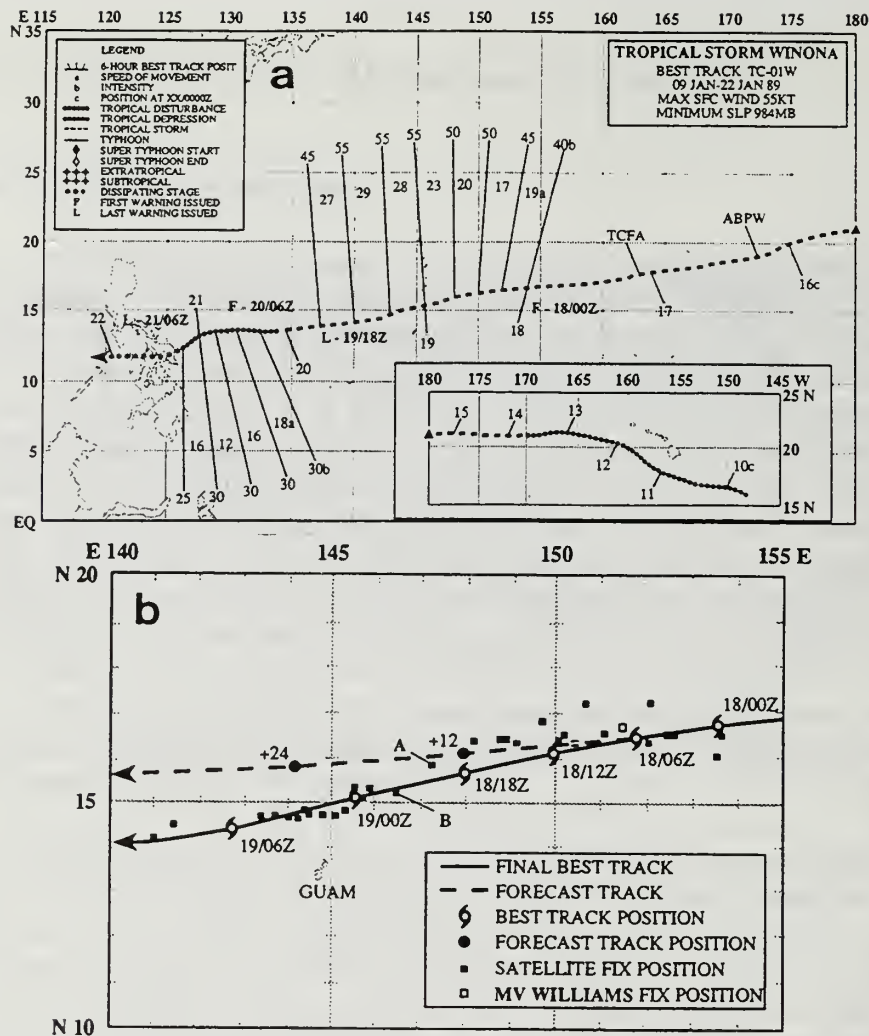 E 115 120 125 130 135 140 145 150 155 160 165 170 175 180
N 35
30
25
20
15
10
5
EQ
a
LEGEND
6-HOUR BEST TRACK POSIT
a SPEED OF MOVEMENT
b INTENSITY
c POSITION AT XX/0000Z
TROPICAL DISTURBANCE
TROPICAL DEPRESSION
TROPICAL STORM
TYPHOON
SUPER TYPHOON START
SUPER TYPHOON END
EXTRATROPICAL
SUBTROPICAL
DISSIPATING STAGE
F FIRST WARNING ISSUED
L LAST WARNING ISSUED
TROPICAL STORM WINONA
BEST TRACK TC-01W
09 JAN-22 JAN 89
MAX SFC WIND 55KT
MINIMUM SLP 984MB
45 55 55 55 50 50 45 40b
27 29 28 23 20 17 19a
TCFA
ABPW
16c
17
18
F - 18/00Z
19
L - 19/18Z
20
F - 20/06Z
21
L - 21/06Z
22
16 12 16 18a
25 30 30 30 30b
180 175 170 165 160 155 150 145 W
25 N
20
15 N
15 14 13 12 11 10c
E 140 145 150 155 E
N 20
15
N 10
b
+24
+12
A
B
18/00Z
18/06Z
18/12Z
18/18Z
19/00Z
19/06Z
GUAM
FINAL BEST TRACK
FORECAST TRACK
BEST TRACK POSITION
FORECAST TRACK POSITION
SATELLITE FIX POSITION
MV WILLIAMS FIX POSITION